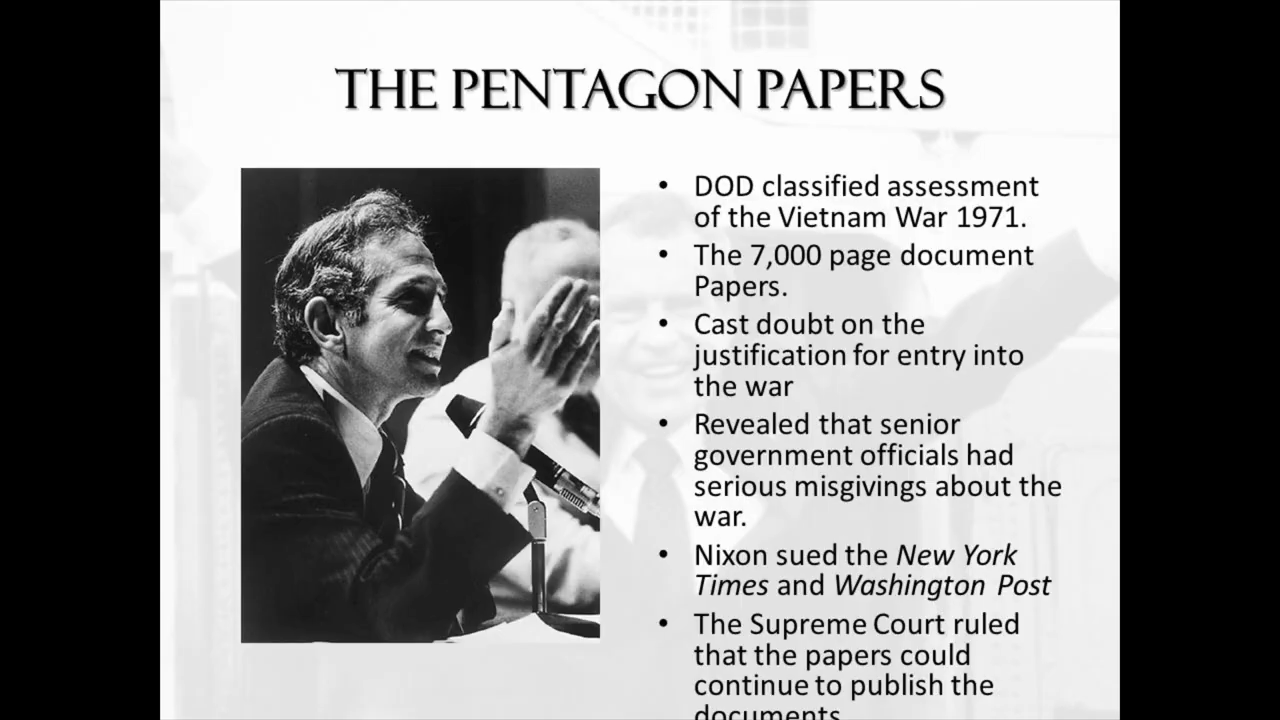 THE PENTAGON PAPERS
• DOD classified assessment
of the Vietnam War 1971.
• The 7,000 page document
Papers.
• Cast doubt on the
justification for entry into
the war
• Revealed that senior
government officials had
serious misgivings about the
war.
• Nixon sued the New York
Times and Washington Post
• The Supreme Court ruled
that the papers could
continue to publish the
documents